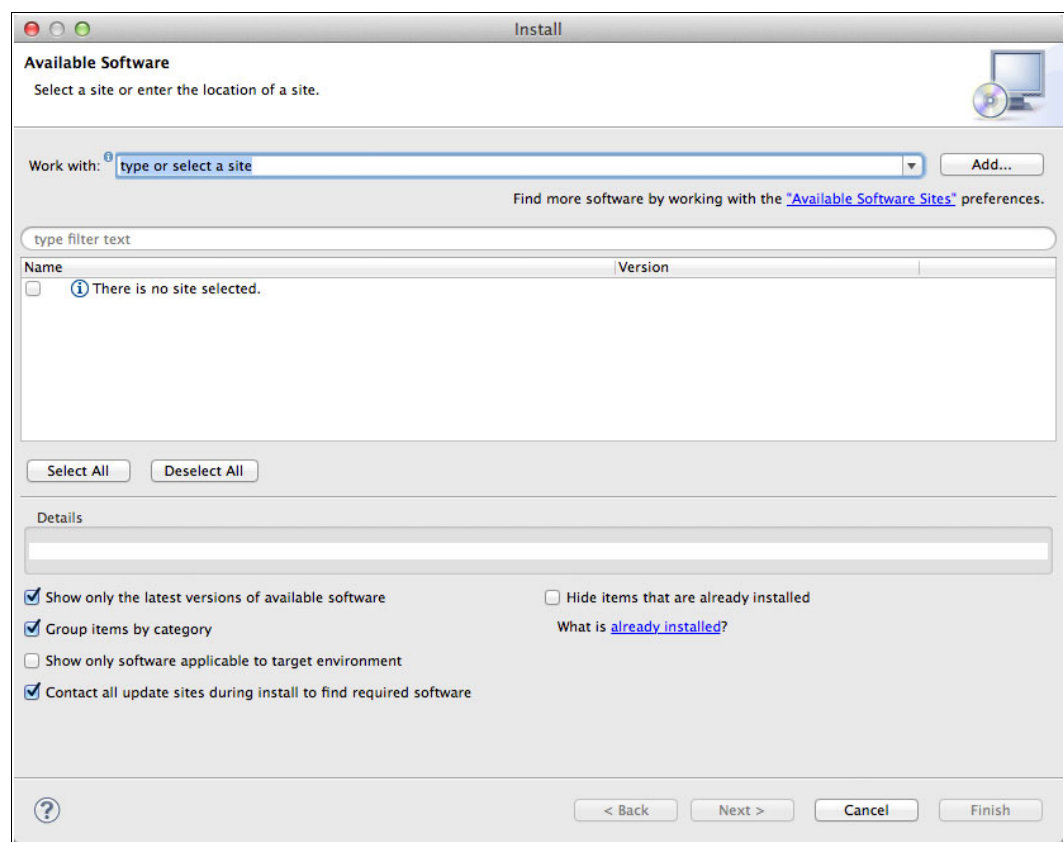 Install
Available Software
Select a site or enter the location of a site.
Work with: type or select a site Add...
Find more software by working with the "Available Software Sites" preferences.
type filter text
Name Version
There is no site selected.
Select All Deselect All
Details
Show only the latest versions of available software Hide items that are already installed
Group items by category What is already installed?
Show only software applicable to target environment
Contact all update sites during install to find required software
? < Back Next > Cancel Finish